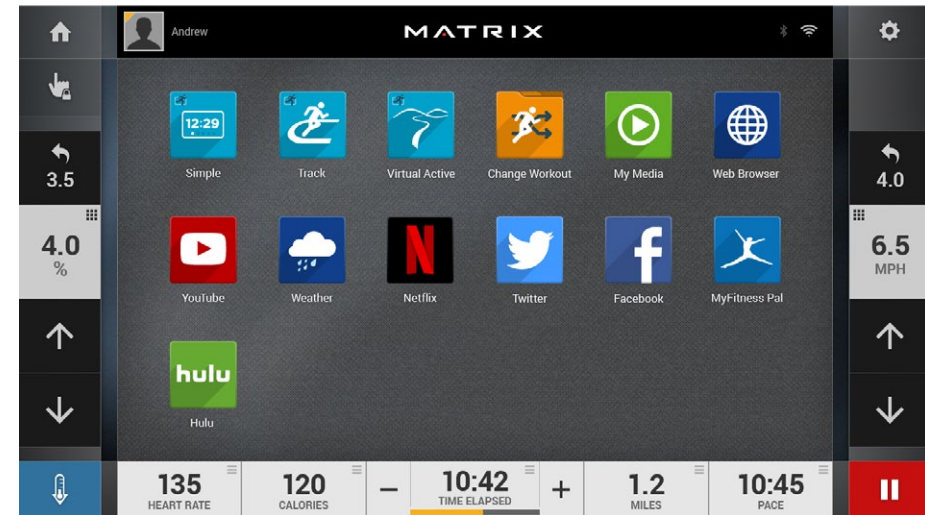 Andrew
MATRIX
3.5
4.0
%
12:29
Simple
Track
Virtual Active
Change Workout
My Media
Web Browser
YouTube
Weather
N
Netflix
Twitter
f
Facebook
MyFitness Pal
hulu
Hulu
4.0
6.5
MPH
135
HEART RATE
120
CALORIES
−
10:42
TIME ELAPSED
+
1.2
MILES
10:45
PACE